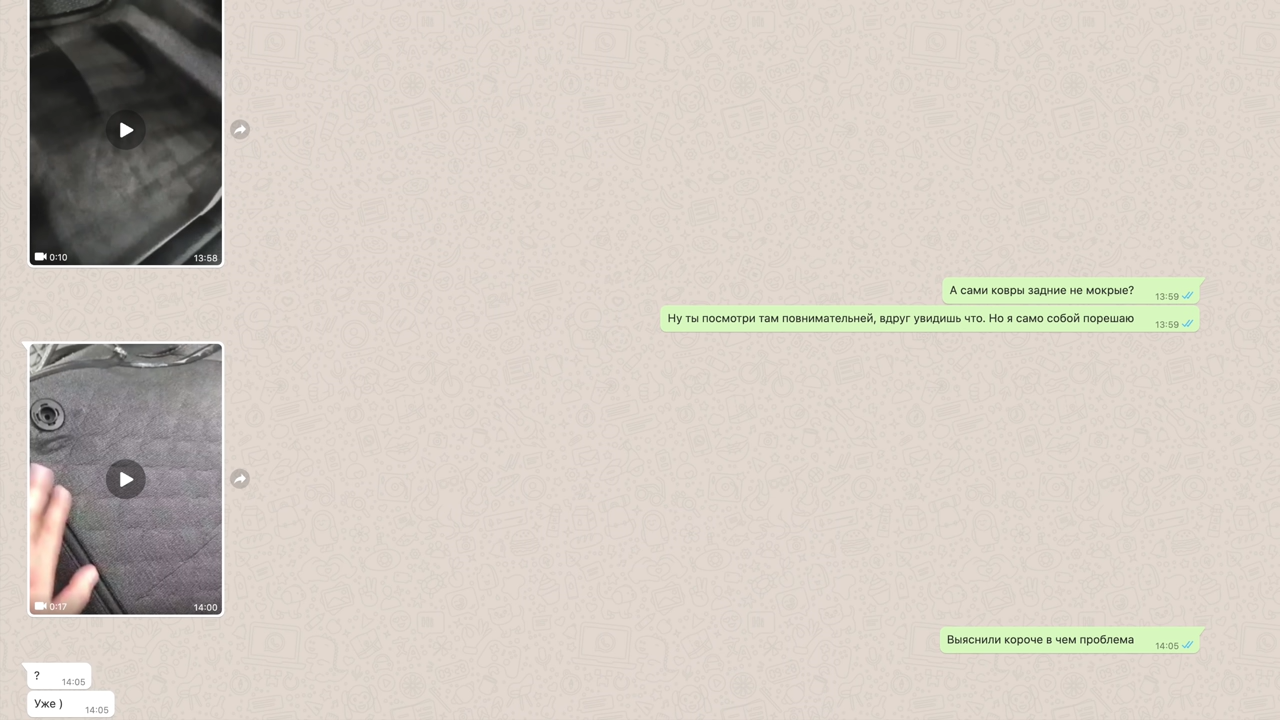 0:10
13:58
А сами ковры задние не мокрые?
13:59
Ну ты посмотри там повнимательней, вдруг увидишь что. Но я само собой порешаю
13:59
0:17
14:00
Выяснили короче в чем проблема
14:05
?
14:05
Уже )
14:05